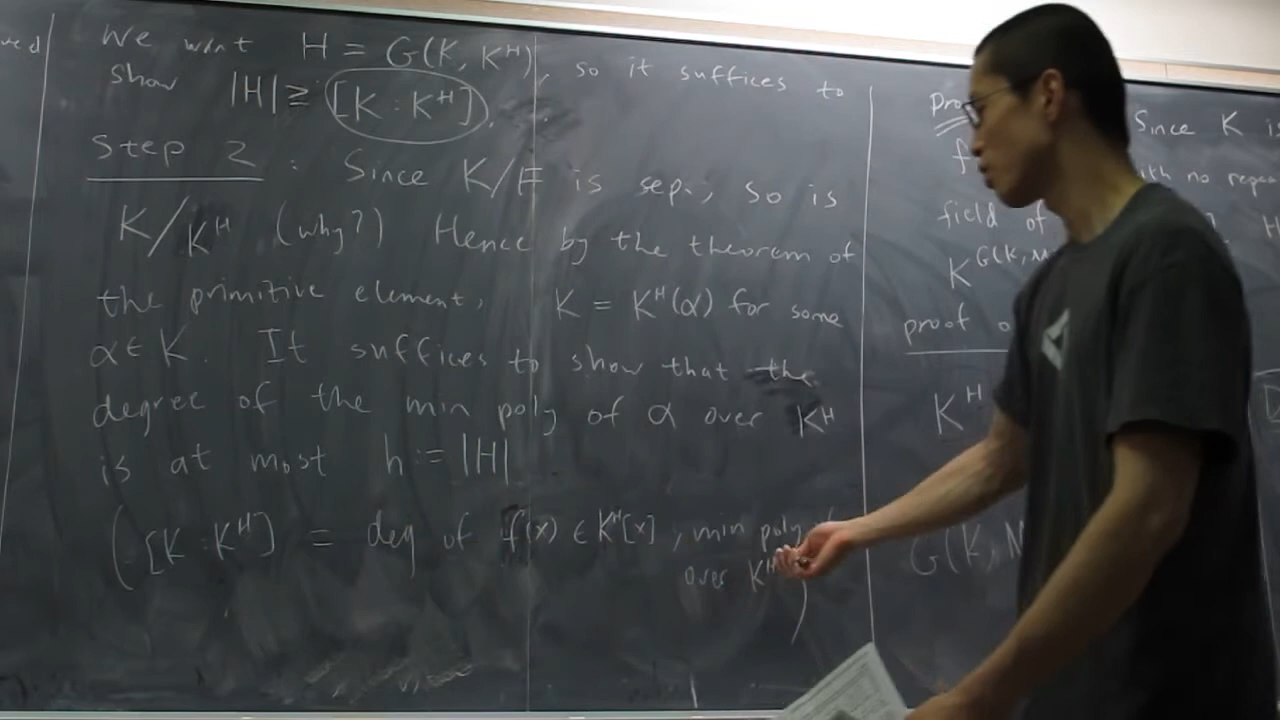 we want H = G(K, K^H), so it suffices to
show |H| ≥ [K : K^H].
Step 2 : Since K/F is sep., so is
K/K^H (why?) Hence by the theorem of
the primitive element, K = K^H(α) for some
α ∈ K. It suffices to show that the
degree of the min poly of α over K^H
is at most h := |H|
([K : K^H] = deg of f(x) ∈ K^H[x], min poly
over K^H)
Since K
with no
field of
K^G(K, M
proof
K^H
G(K, M